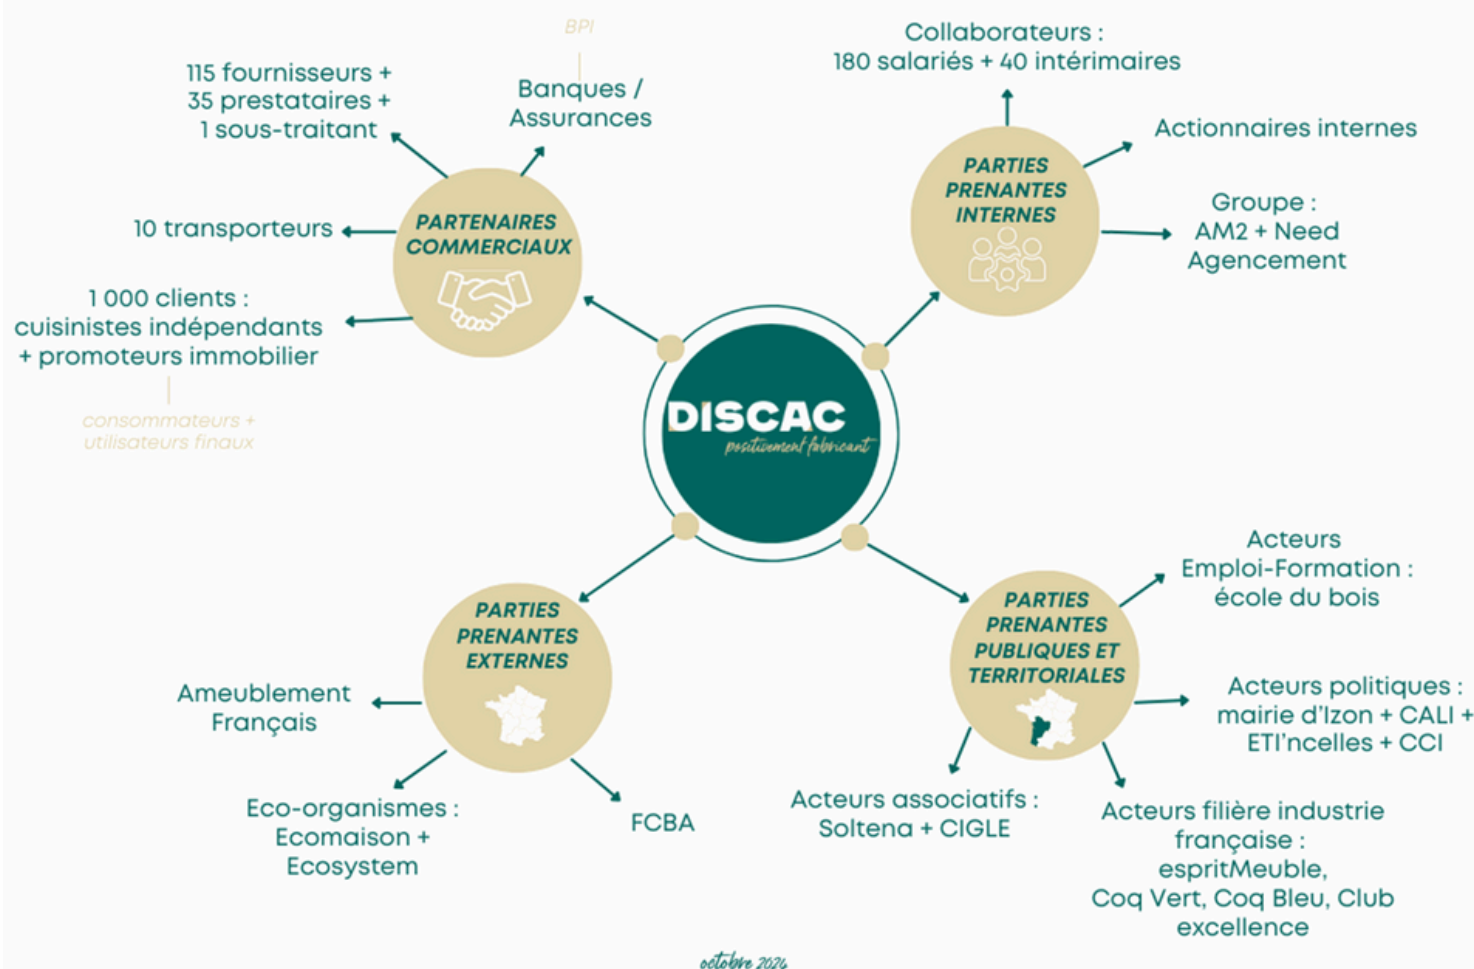 BPI
Banques /
Assurances
115 fournisseurs +
35 prestataires +
1 sous-traitant
10 transporteurs
1 000 clients :
cuisinistes indépendants
+ promoteurs immobilier
consommateurs +
utilisateurs finaux
PARTENAIRES
COMMERCIAUX
Collaborateurs :
180 salariés + 40 intérimaires
Actionnaires internes
Groupe :
AM2 + Need
Agencement
PARTIES
PRENANTES
INTERNES
DISCAC
positivement fabricant
PARTIES
PRENANTES
EXTERNES
Ameublement
Français
Eco-organismes :
Ecomaison +
Ecosystem
FCBA
PARTIES
PRENANTES
PUBLIQUES ET
TERRITORIALES
Acteurs
Emploi-Formation :
école du bois
Acteurs politiques :
mairie d'Izon + CALI +
ETI'ncelles + CCI
Acteurs associatifs :
Soltena + CIGLE
Acteurs filière industrie
française :
espritMeuble,
Coq Vert, Coq Bleu, Club
excellence
octobre 2024